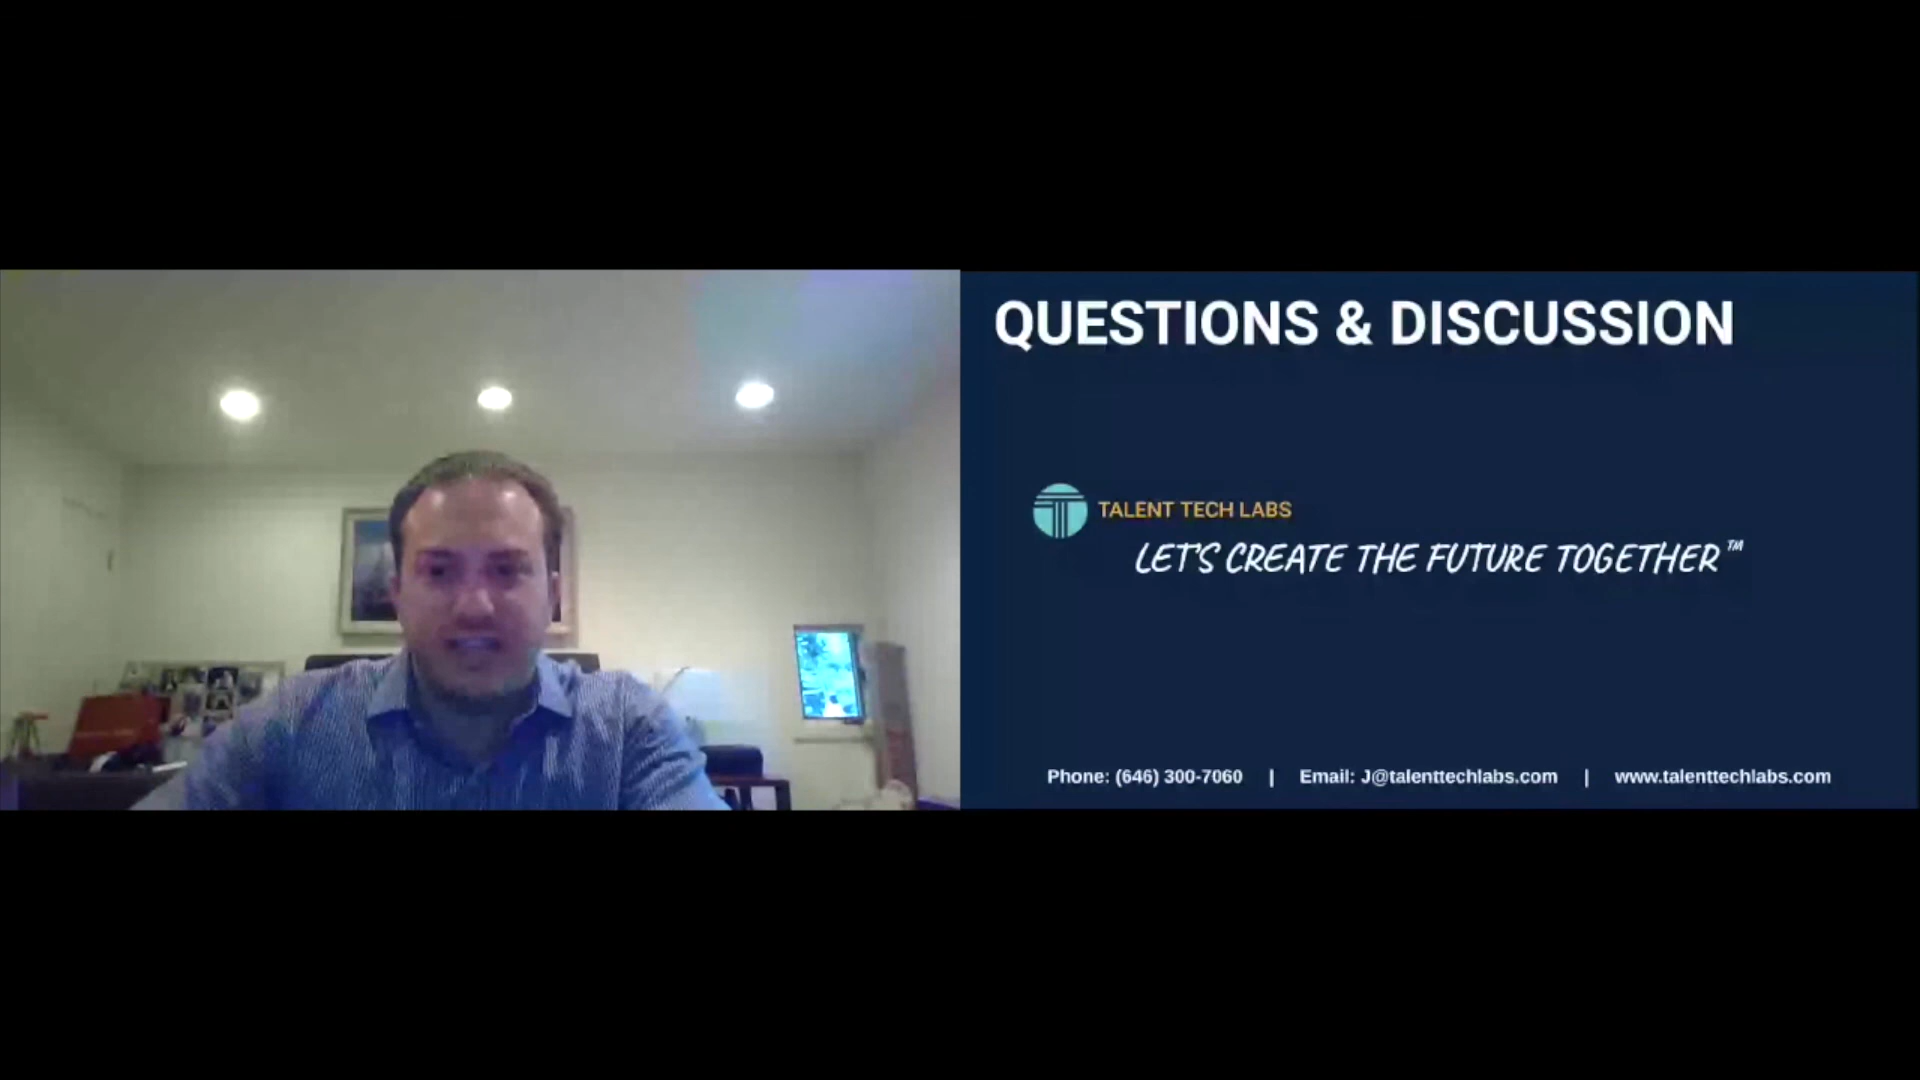 QUESTIONS & DISCUSSION
TALENT TECH LABS
LET'S CREATE THE FUTURE TOGETHER™
Phone: (646) 300-7060 | Email: J@talenttechlabs.com | www.talenttechlabs.com